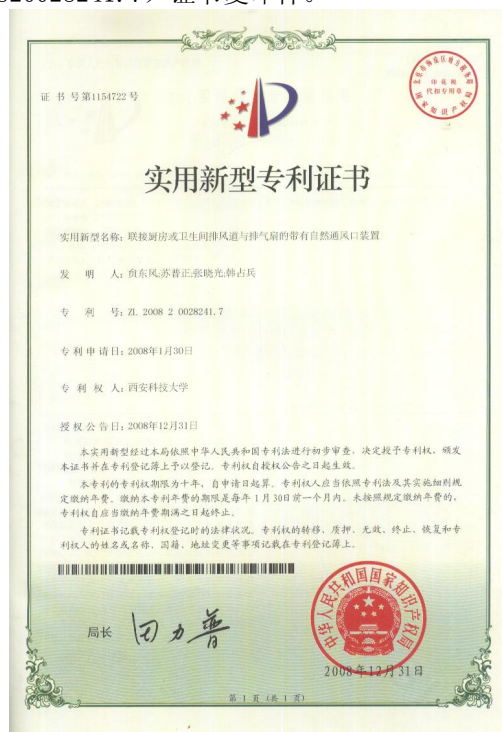 证 书 号 第1154722 号
印 花 税
代扣专用章
国家知识产权局
实用新型专利证书
实用新型名称：联接厨房或卫生间排风道与排气扇的带有自然通风口装置
发 明 人：贠东风;苏普正;张晓光;韩占兵
专 利 号：ZL 2008 2 0028241.7
专 利 申 请 日：2008年1月30日
专 利 权 人：西安科技大学
授 权 公 告 日：2008年12月31日
本实用新型经过本局依照中华人民共和国专利法进行初步审查，决定授予专利权，颁发
本证书并在专利登记簿上予以登记。专利权自授权公告之日起生效。
本专利的专利权期限为十年，自申请日起算。专利权人应当依照专利法及其实施细则规
定缴纳年费。缴纳本专利年费的期限是每年 1 月 30日前一个月内。未按照规定缴纳年费的，
专利权自应当缴纳年费期满之日起终止。
专利证书记载专利权登记时的法律状况。专利权的转移、质押、无效、终止、恢复和专
利权人的姓名或名称、国籍、地址变更等事项记载在专利登记簿上。
局长 田力普
中华人民共和国国家知识产权局
2008年12月31日
第 1 页 (共 1 页)